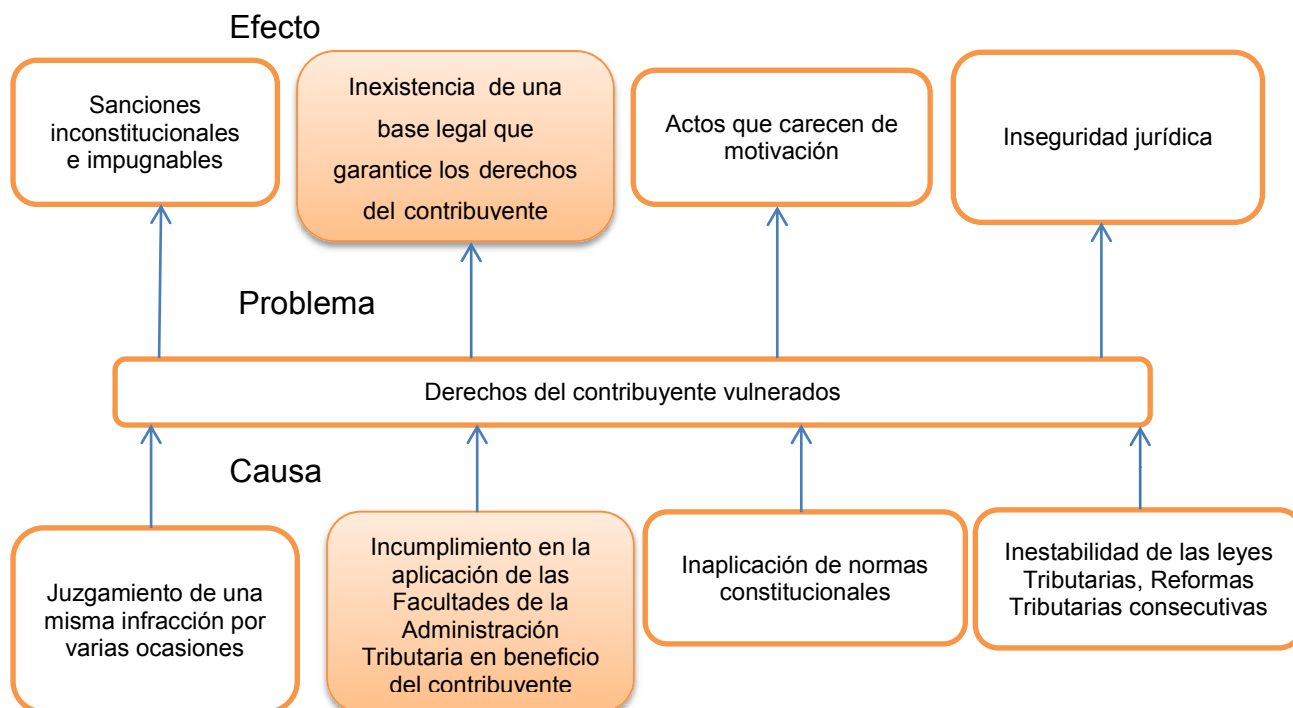 Efecto
Sanciones
inconstitucionales
e impugnables
Inexistencia de una
base legal que
garantice los derechos
del contribuyente
Actos que carecen de
motivación
Inseguridad jurídica
Problema
Derechos del contribuyente vulnerados
Causa
Juzgamiento de una
misma infracción por
varias ocasiones
Incumplimiento en la
aplicación de las
Facultades de la
Administración
Tributaria en beneficio
del contribuyente
Inaplicación de normas
constitucionales
Inestabilidad de las leyes
Tributarias, Reformas
Tributarias consecutivas